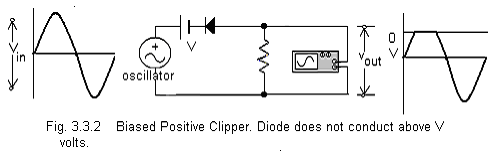 V
in
V
oscillator
V
out
0
V
Fig. 3.3.2 Biased Positive Clipper. Diode does not conduct above V
volts.